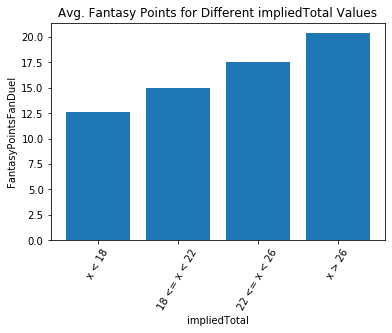 Avg. Fantasy Points for Different impliedTotal Values
FantasyPointsFanDuel
20.0
17.5
15.0
12.5
10.0
7.5
5.0
2.5
0.0
x < 18
18 <= x < 22
22 <= x < 26
x > 26
impliedTotal